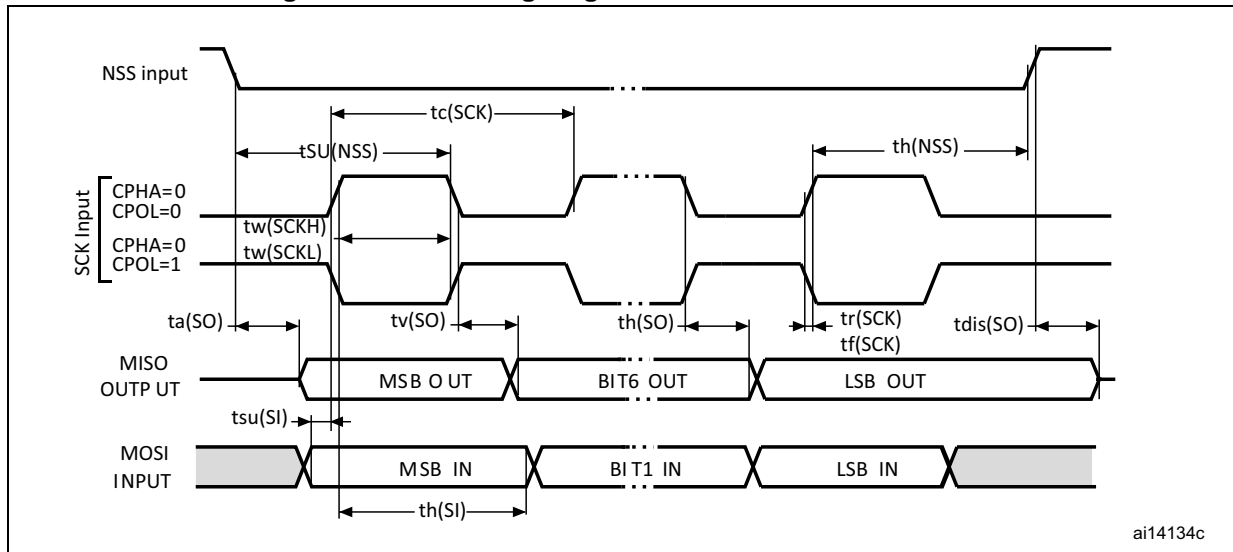 NSS input
tc(SCK)
tSU(NSS)
th(NSS)
SCK Input
CPHA=0
CPOL=0
tw(SCKH)
CPHA=0
tw(SCKL)
CPOL=1
ta(SO)
tv(SO)
th(SO)
tr(SCK)
tdis(SO)
tf(SCK)
MISO
OUTP UT
MSB O UT
BIT6 OUT
LSB OUT
tsu(SI)
MOSI
INPUT
MSB IN
BIT1 IN
LSB IN
th(SI)
ai14134c